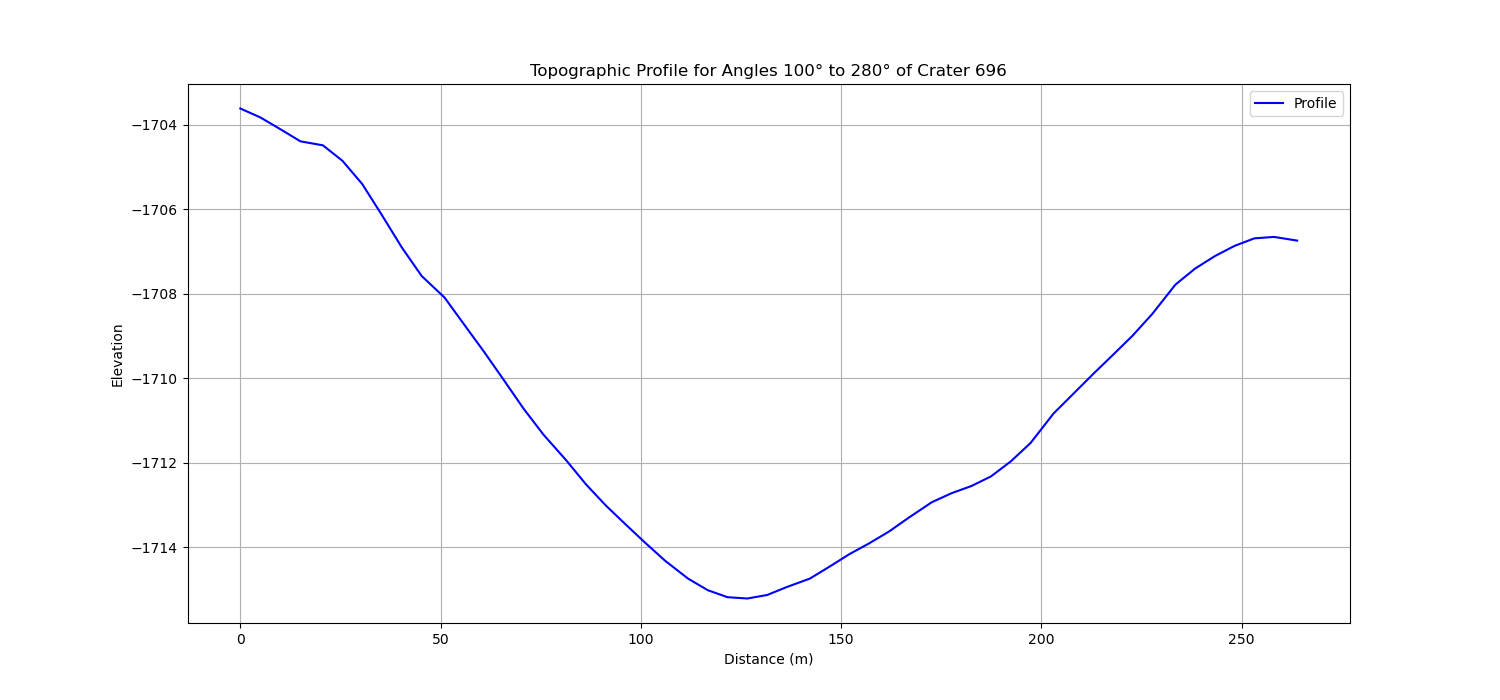 Topographic Profile for Angles 100° to 280° of Crater 696
Profile
−1704
−1706
−1708
−1710
−1712
−1714
Elevation
0 50 100 150 200 250
Distance (m)